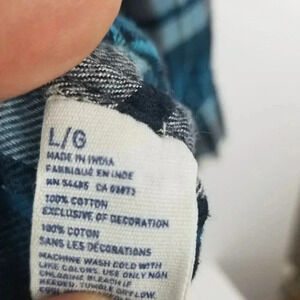 L/G
MADE IN INDIA
FABRIQUÉ EN INDE
RN 54485 CA
100% COTTON
EXCLUSIVE OF DECORATION
100% COTON
SANS LES DÉCORATIONS
MACHINE WASH COLD WITH
LIKE COLORS. USE ONLY NON
CHLORINE BLEACH IF
NEEDED. TUMBLE DRY LOW.